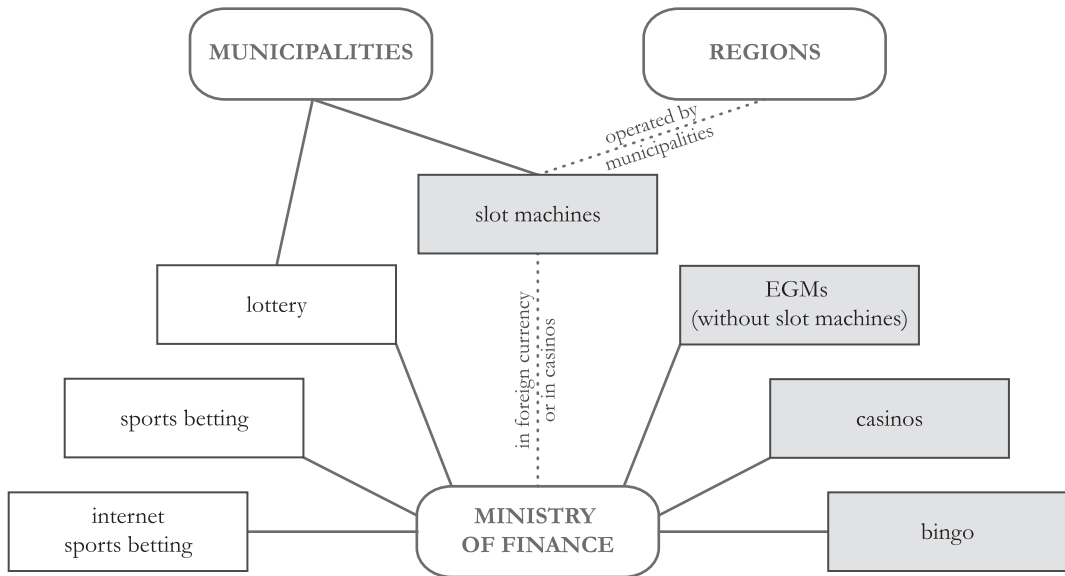 MUNICIPALITIES
REGIONS
operated by
municipalities
slot machines
lottery
EGMs
(without slot machines)
in foreign currency
or in casinos
sports betting
casinos
internet
sports betting
MINISTRY
OF FINANCE
bingo